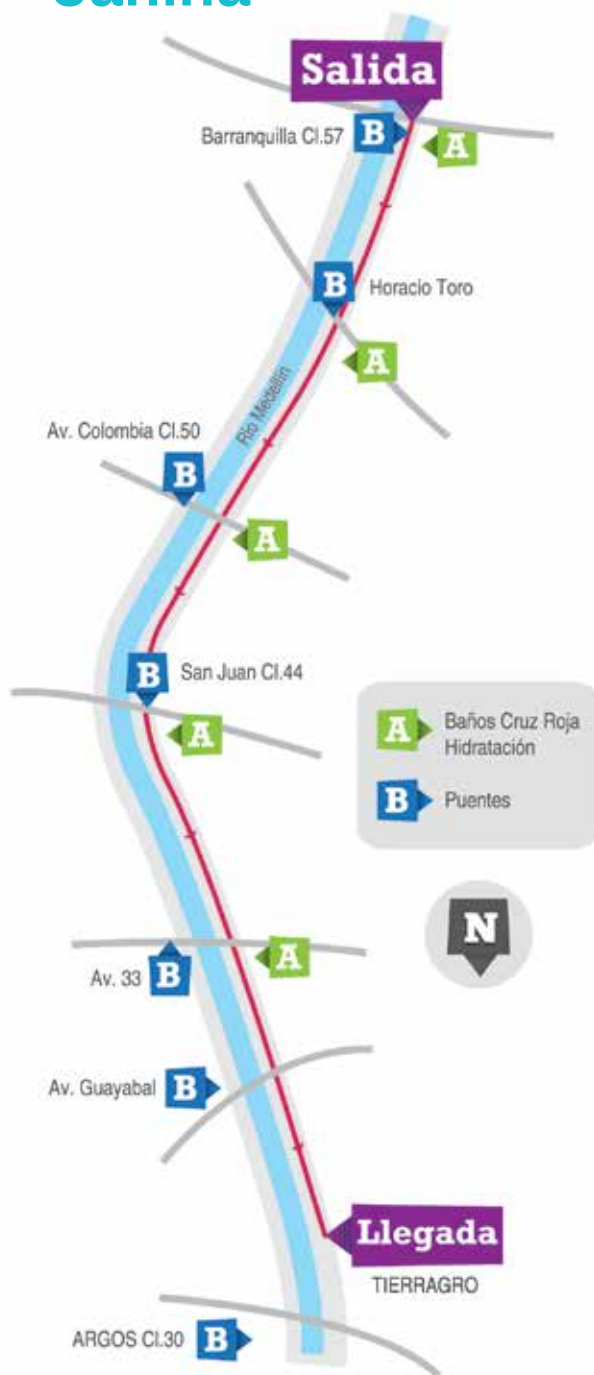 Salida
Barranquilla Cl.57
B
A
B
Horacio Toro
A
Río Medellín
Av. Colombia Cl.50
B
A
B
San Juan Cl.44
A
A
Baños Cruz Roja
Hidratación
B
Puentes
N
Av. 33
B
A
Av. Guayabal
B
Llegada
TIERRAGRO
ARGOS Cl.30
B